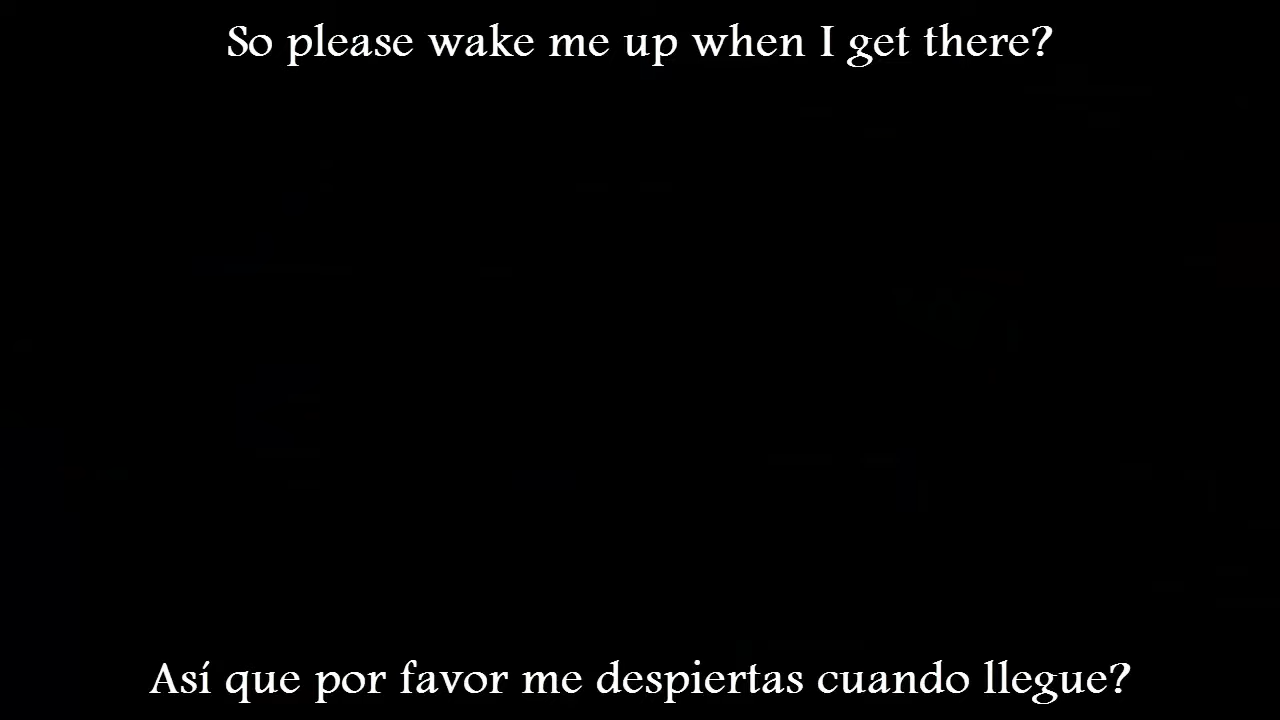 So please wake me up when I get there?
Así que por favor me despiertas cuando llegue?